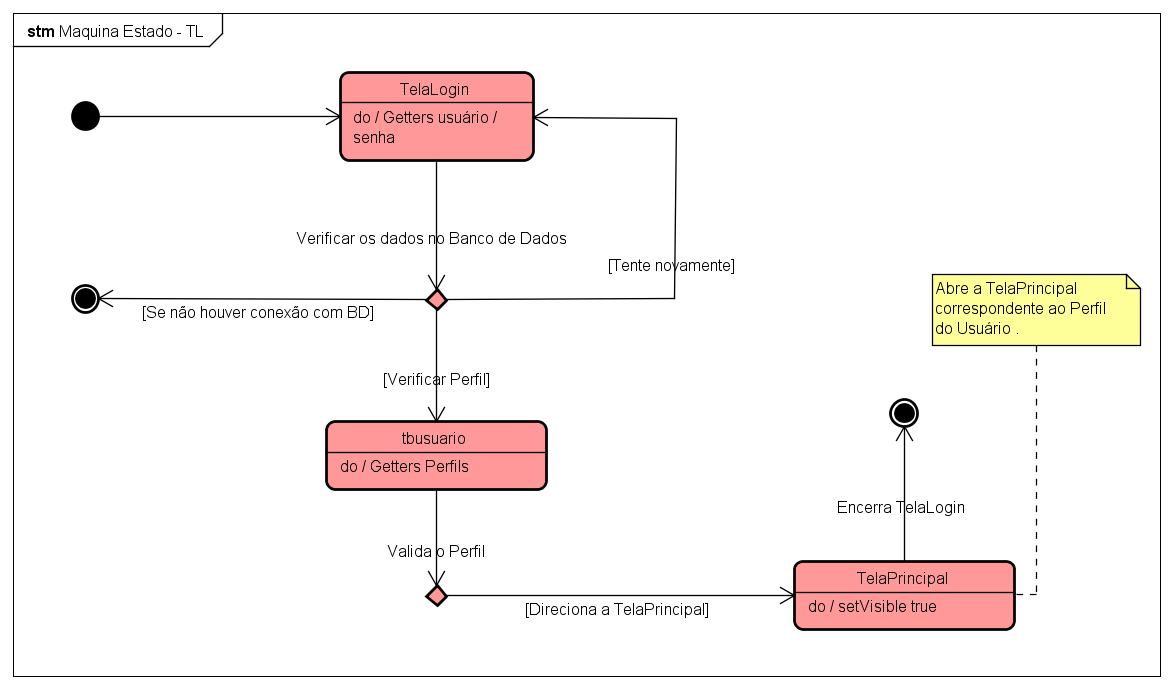 stm Maquina Estado - TL
TelaLogin
do / Getters usuário /
senha
Verificar os dados no Banco de Dados
[Tente novamente]
[Se não houver conexão com BD]
Abre a TelaPrincipal
correspondente ao Perfil
do Usuário .
[Verificar Perfil]
tbusuario
do / Getters Perfils
Encerra TelaLogin
Valida o Perfil
TelaPrincipal
do / setVisible true
[Direciona a TelaPrincipal]